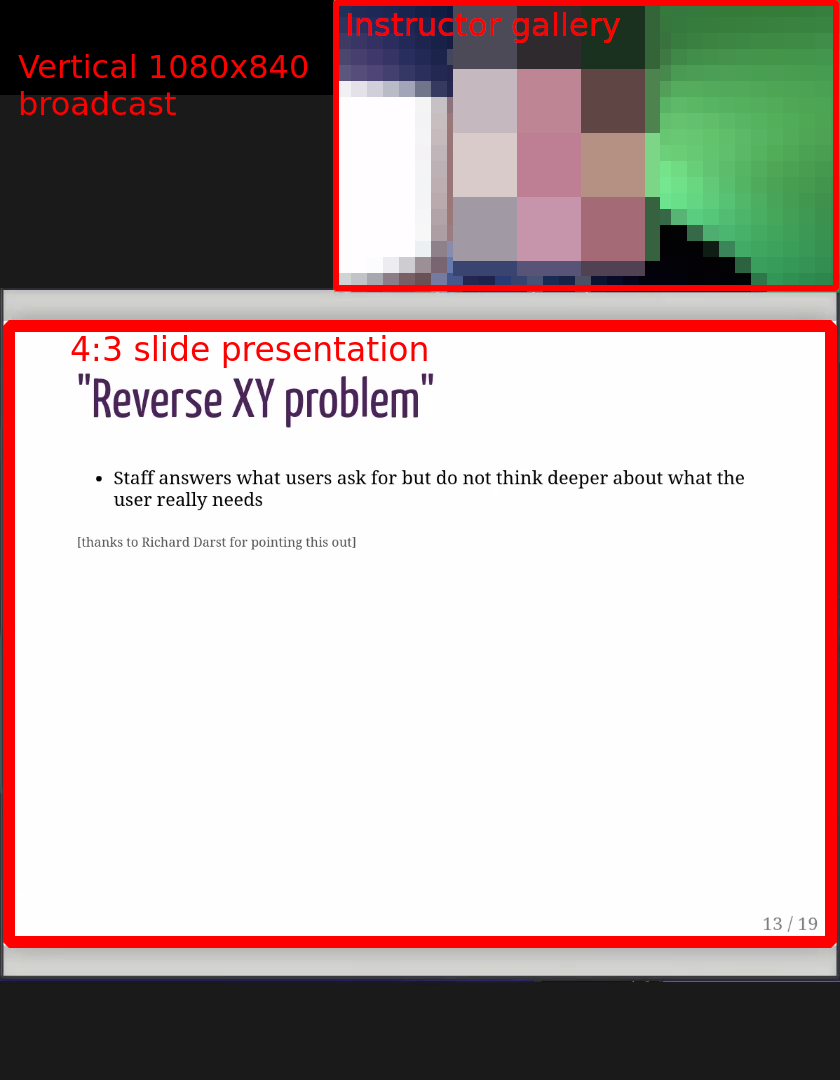 Vertical 1080x840
broadcast
Instructor gallery
4:3 slide presentation
"Reverse XY problem"
• Staff answers what users ask for but do not think deeper about what the
user really needs
[thanks to Richard Darst for pointing this out]
13 / 19